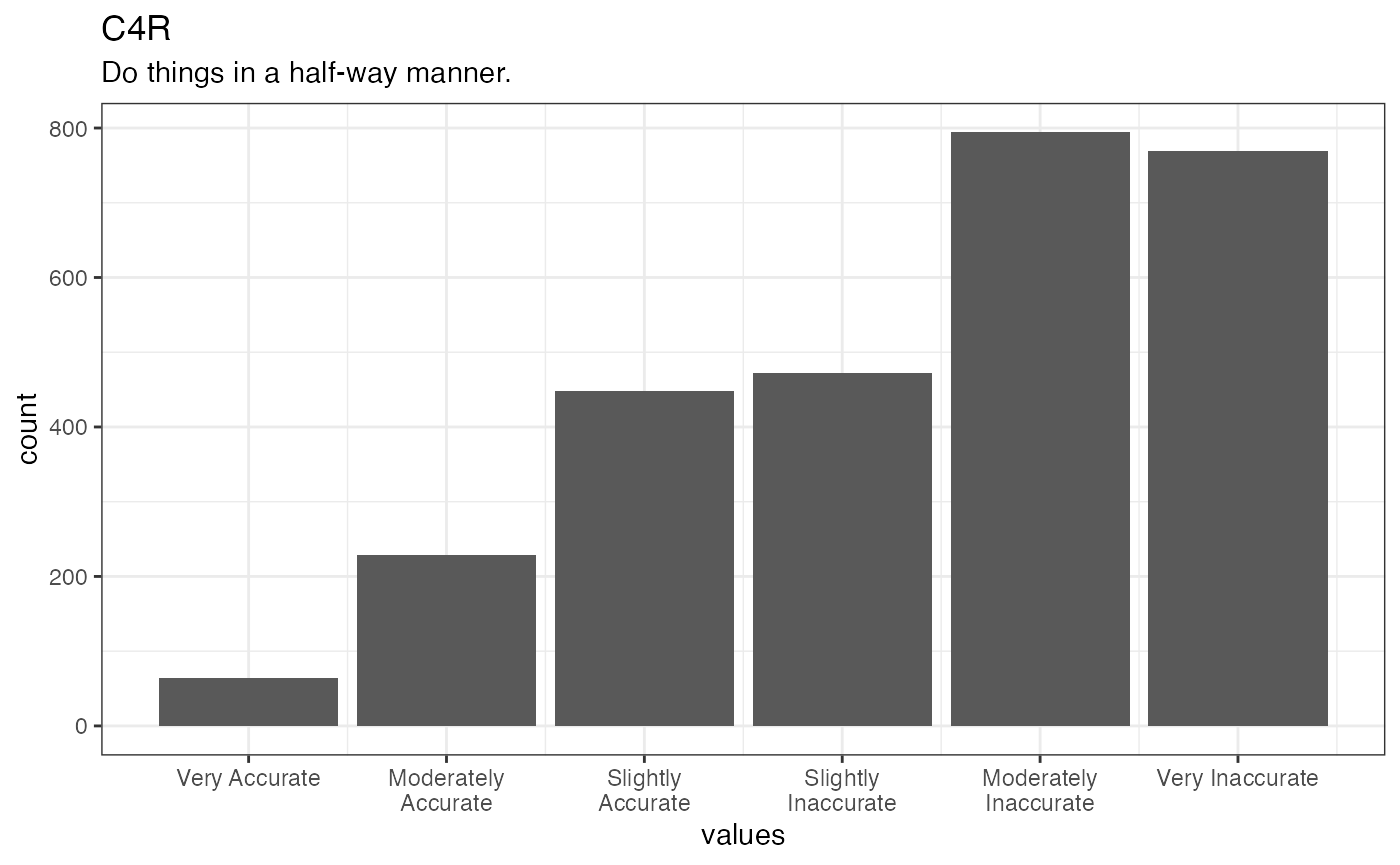 C4R
Do things in a half-way manner.
800
600
400
200
0
count
Very Accurate
Moderately
Accurate
Slightly
Accurate
Slightly
Inaccurate
Moderately
Inaccurate
Very Inaccurate
values